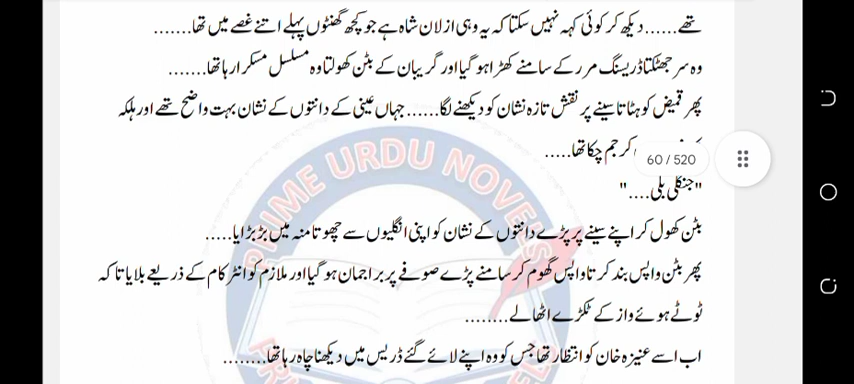 تھے......دیکھ کر کوئی کہہ نہیں سکتا کہ یہ وہی ازلان شاہ ہے جو کچھ گھنٹوں پہلے اتنے غصے میں تھا.......
وہ سر جھٹکتا ڈریسنگ مرر کے سامنے کھڑا ہو گیا اور گریبان کے بٹن کھولتا وہ مسلسل مسکرا رہا تھا.......
پھر قمیض کو ہٹاتا سینے پر نقش تازہ نشان کو دیکھنے لگا......جہاں عینی کے دانتوں کے نشان بہت واضح تھے اور ہلکہ
کر جم چکا تھا.....
60 / 520
"جنگلی بلی...."
بٹن کھول کر اپنے سینے پر پڑے دانتوں کے نشان کو اپنی انگلیوں سے چھوتا منہ میں بڑبڑایا.....
پھر بٹن واپس بند کرتا واپس گھوم کر سامنے پڑے صوفے پر براجمان ہو گیا اور ملازم کو انٹر کام کے ذریعے بلایا تاکہ
ٹوٹے ہوئے واز کے ٹکڑے اٹھا لے........
اب اسے عنیزہ خان کو انتظار تھا جس کو وہ اپنے لائے گئے ڈریس میں دیکھنا چاہ رہا تھا........
PRIME URDU NOVELS